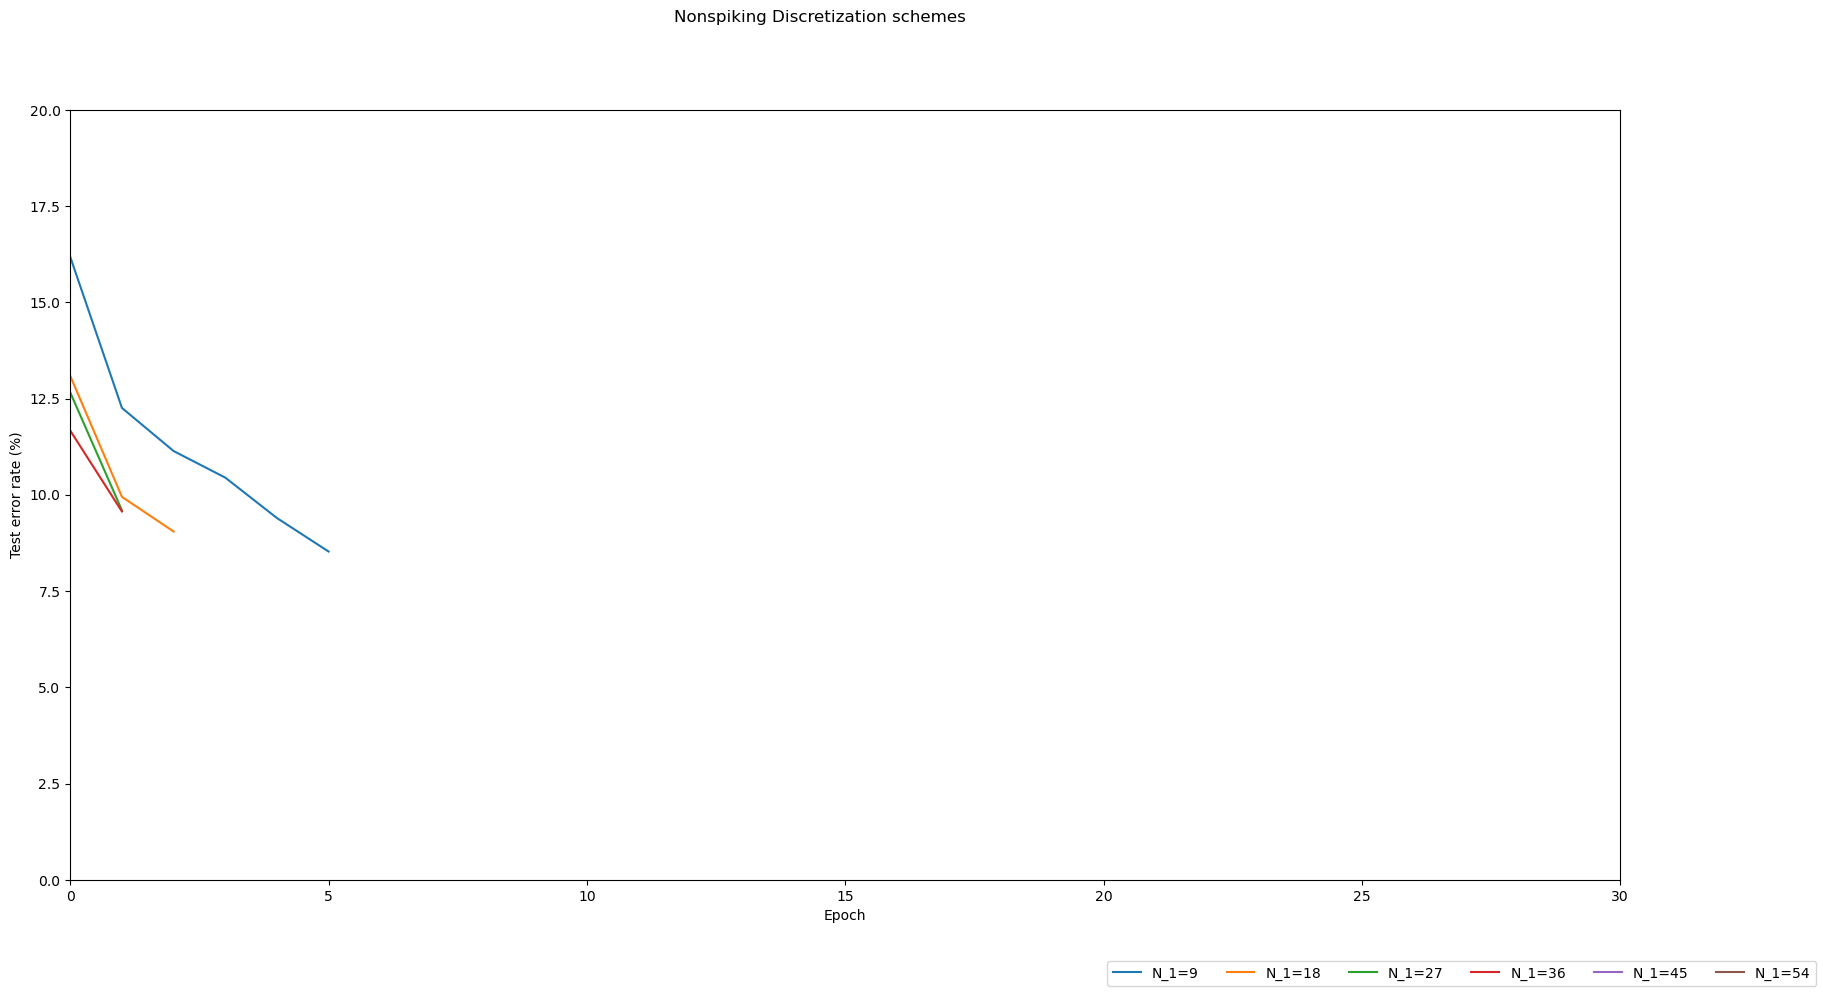 Nonspiking Discretization schemes
20.0
17.5
15.0
12.5
10.0
7.5
5.0
2.5
0.0
Test error rate (%)
0 5 10 15 20 25 30
Epoch
N_1=9 N_1=18 N_1=27 N_1=36 N_1=45 N_1=54